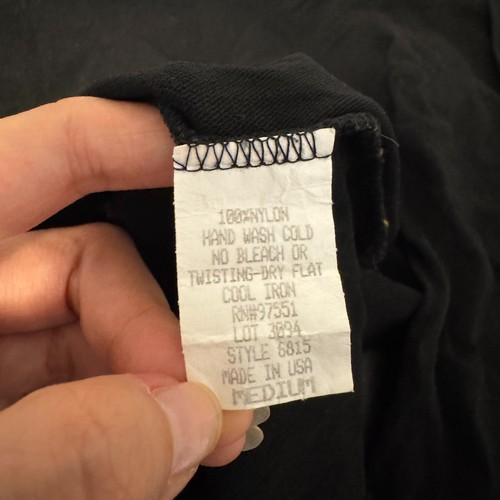 100%NYLON
HAND WASH COLD
NO BLEACH OR
TWISTING-DRY FLAT
COOL IRON
RN#97551
LOT 3094
STYLE 6815
MADE IN USA
MEDIUM